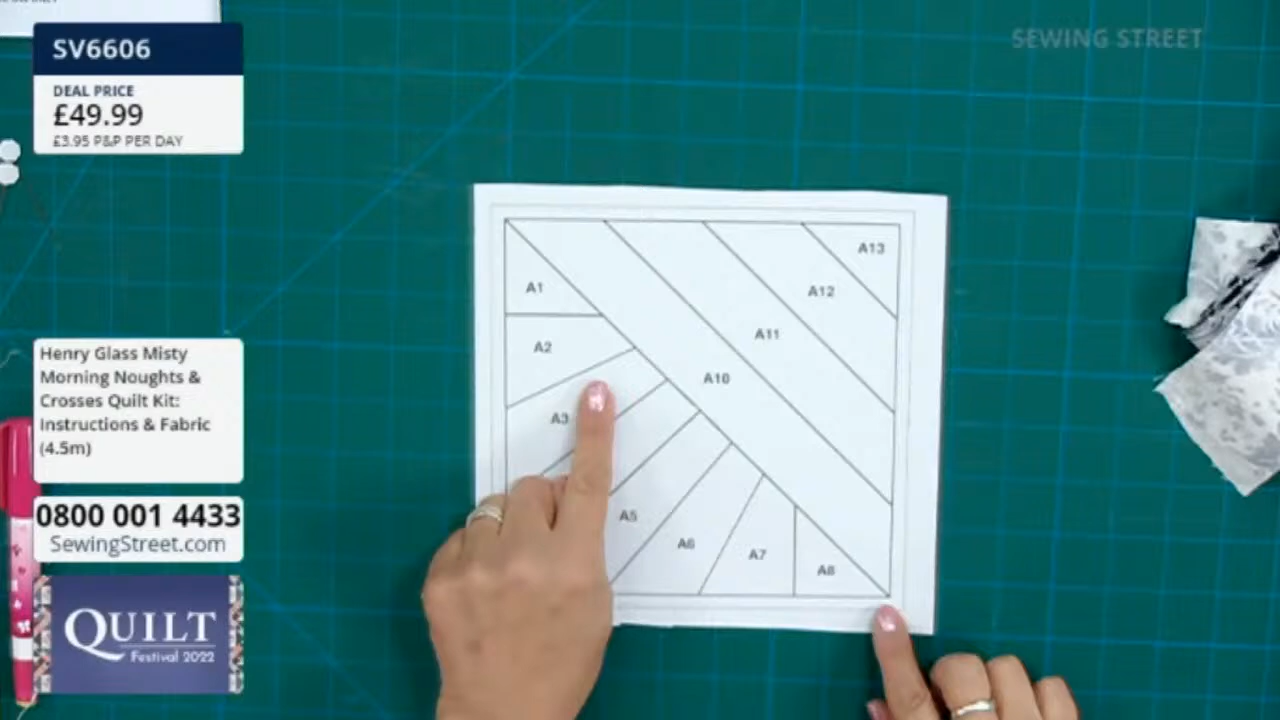 SV6606
DEAL PRICE
£49.99
£3.95 P&P PER DAY
SEWING STREET
Henry Glass Misty
Morning Noughts &
Crosses Quilt Kit:
Instructions & Fabric
(4.5m)
0800 001 4433
SewingStreet.com
QUILT
Festival 2022
A1
A2
A3
A5
A6
A7
A8
A10
A11
A12
A13